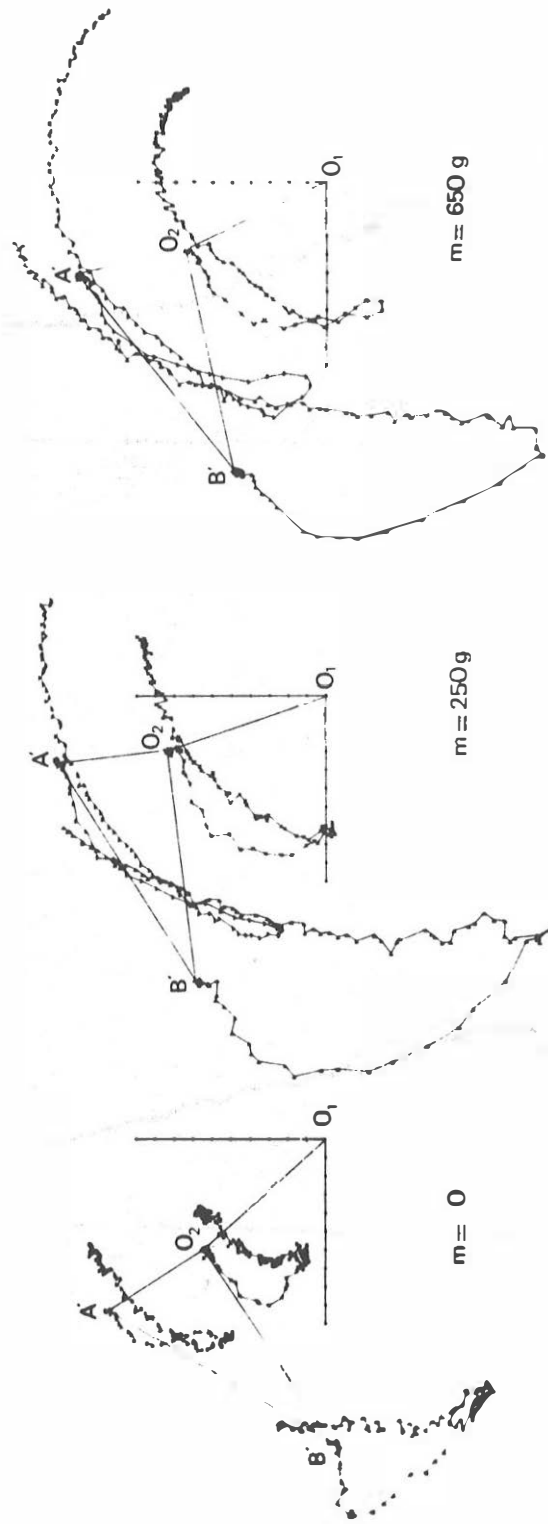 A'
O₂
B'
O₁
m = 0
A'
O₂
B'
O₁
m = 250 g
A'
O₂
B'
O₁
m = 650 g